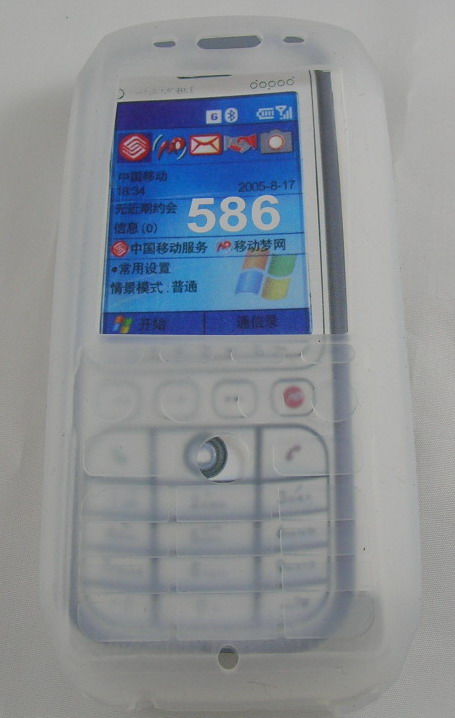 dopod
G
中国移动
18:34 2005-8-17
无近期约会
586
信息(0)
中国移动服务 移动梦网
•常用设置
情景模式:普通
开始 通信录